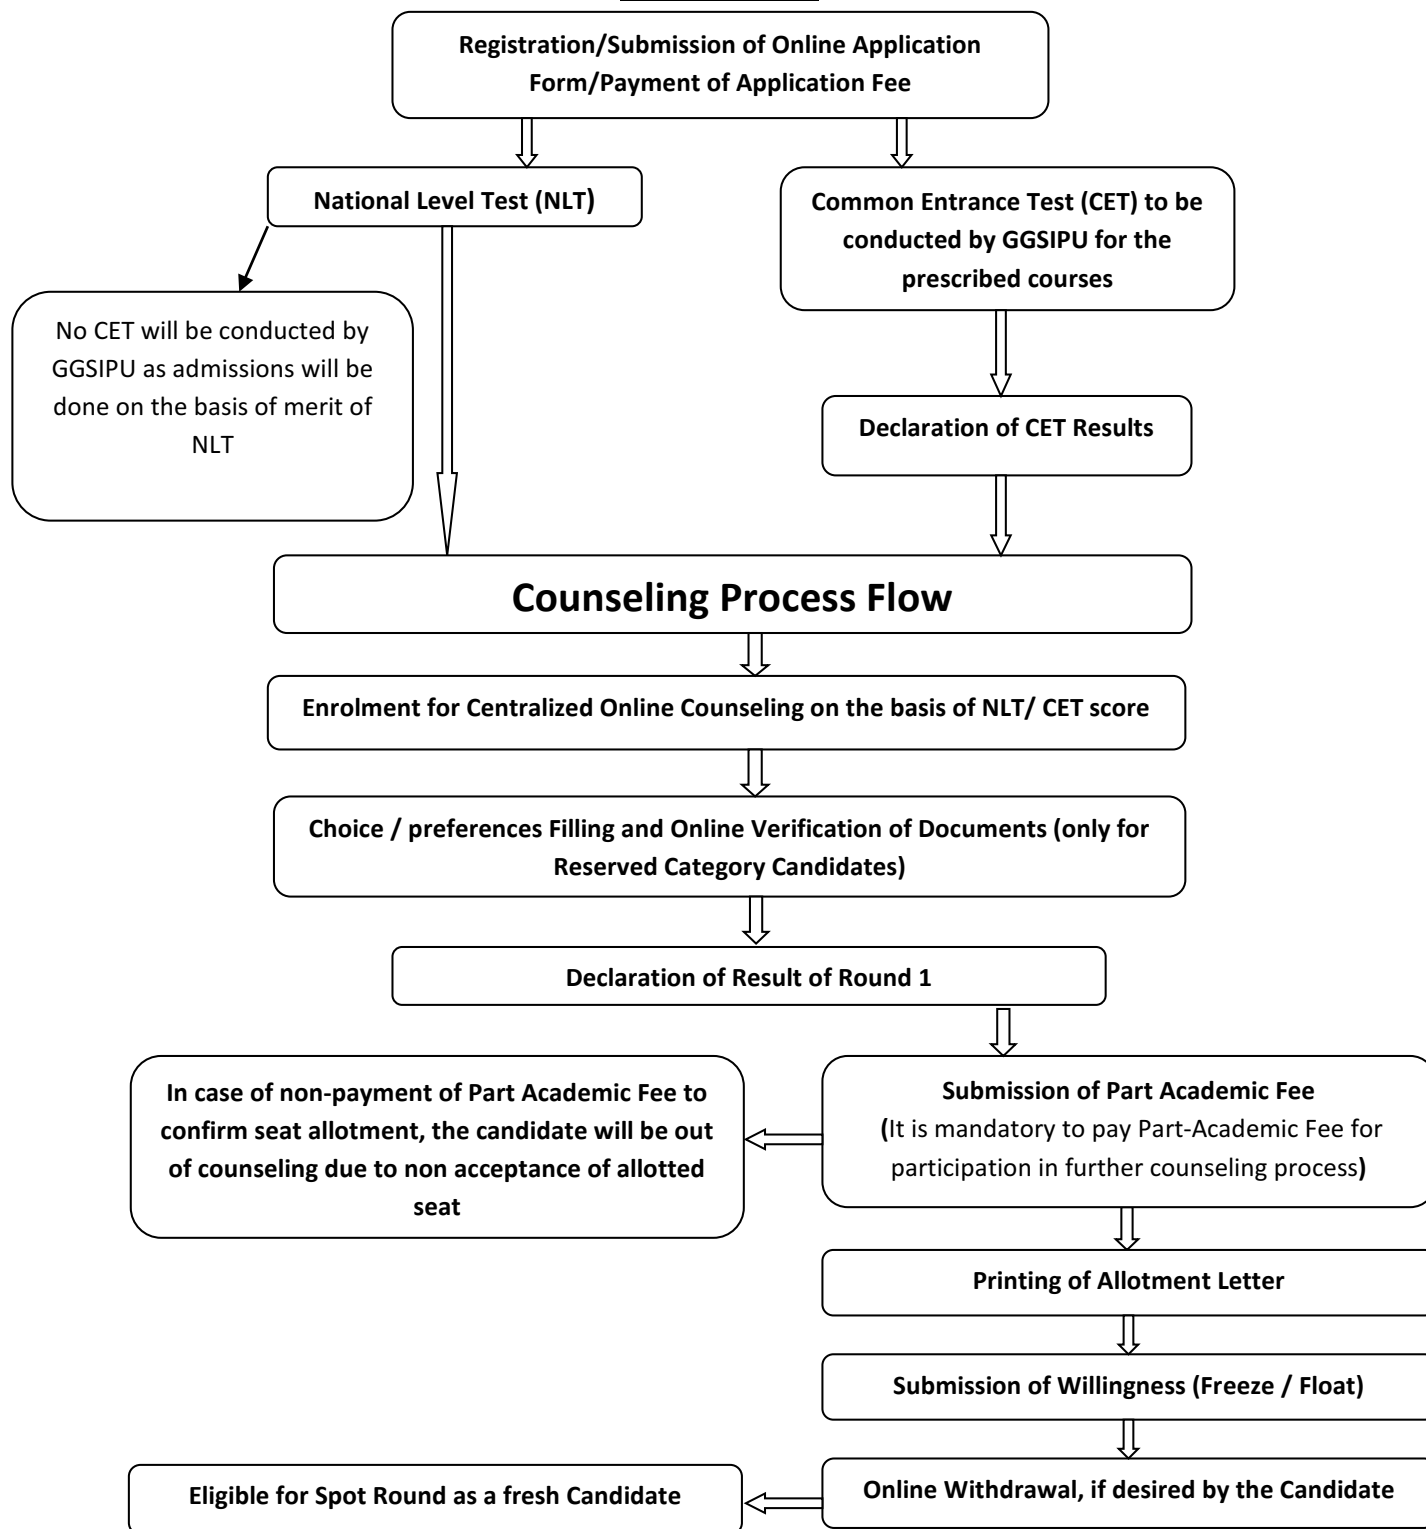 Registration/Submission of Online Application
Form/Payment of Application Fee
National Level Test (NLT)
Common Entrance Test (CET) to be
conducted by GGSIPU for the
prescribed courses
No CET will be conducted by
GGSIPU as admissions will be
done on the basis of merit of
NLT
Declaration of CET Results
Counseling Process Flow
Enrolment for Centralized Online Counseling on the basis of NLT/ CET score
Choice / preferences Filling and Online Verification of Documents (only for
Reserved Category Candidates)
Declaration of Result of Round 1
In case of non-payment of Part Academic Fee to
confirm seat allotment, the candidate will be out
of counseling due to non acceptance of allotted
seat
Submission of Part Academic Fee
(It is mandatory to pay Part-Academic Fee for
participation in further counseling process)
Printing of Allotment Letter
Submission of Willingness (Freeze / Float)
Online Withdrawal, if desired by the Candidate
Eligible for Spot Round as a fresh Candidate